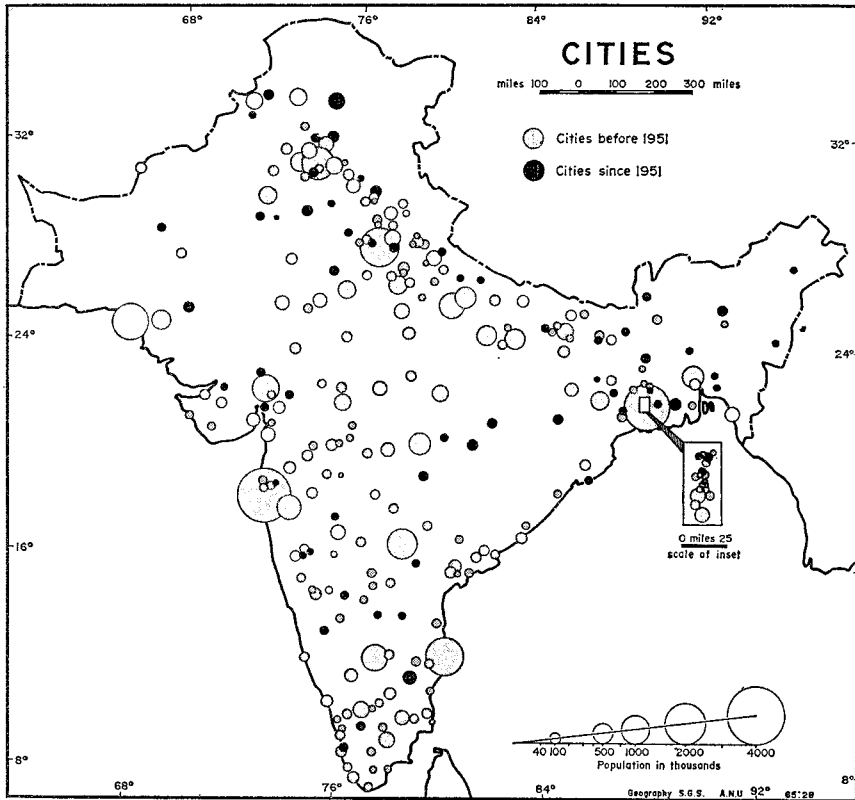 68° 76° 84° 92°
CITIES
miles 100 0 100 200 300 miles
32° 32°
Cities before 1951
Cities since 1951
24° 24°
0 miles 25
scale of inset
16°
8° 8°
40 100 500 1000 2000 4000
Population in thousands
68° 76° 84° 92°
Geography S.G.S. A.N.U 65:28